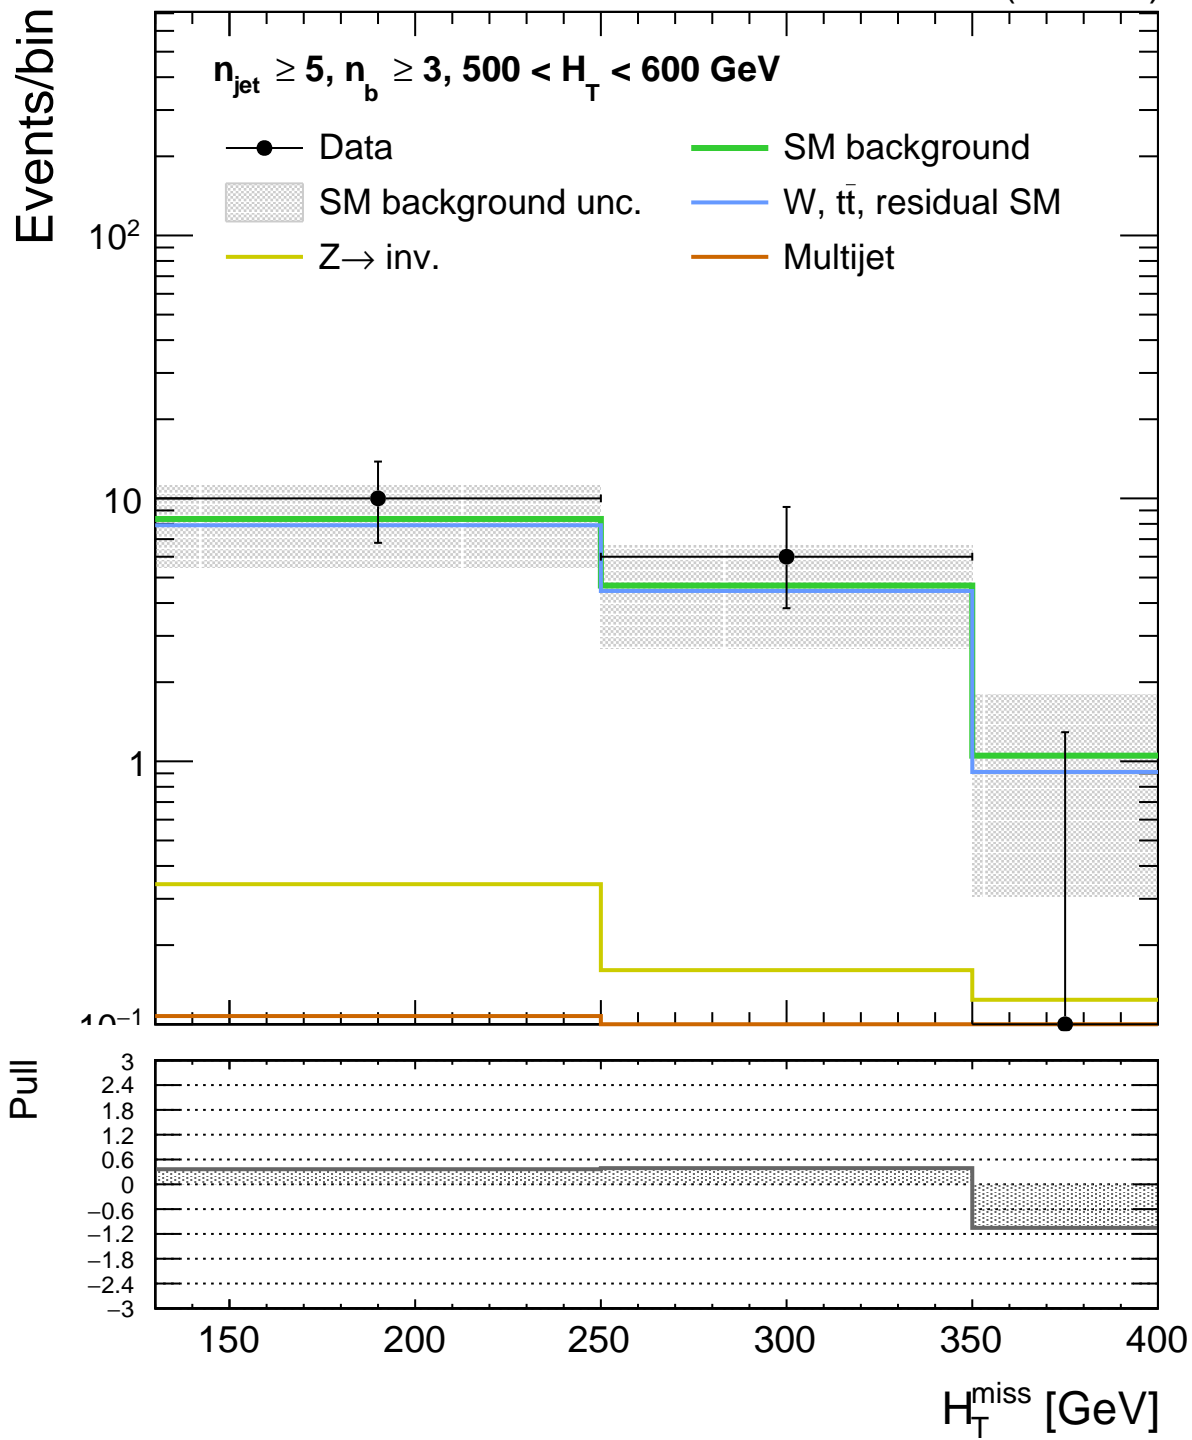 Events/bin
n_jet ≥ 5, n_b ≥ 3, 500 < H_T < 600 GeV
Data
SM background
SM background unc.
W, tt̄, residual SM
Z→ inv.
Multijet
10²
10
1
10⁻¹
Pull
3
2.4
1.8
1.2
0.6
0
−0.6
−1.2
−1.8
−2.4
−3
150 200 250 300 350 400
H_T^miss [GeV]